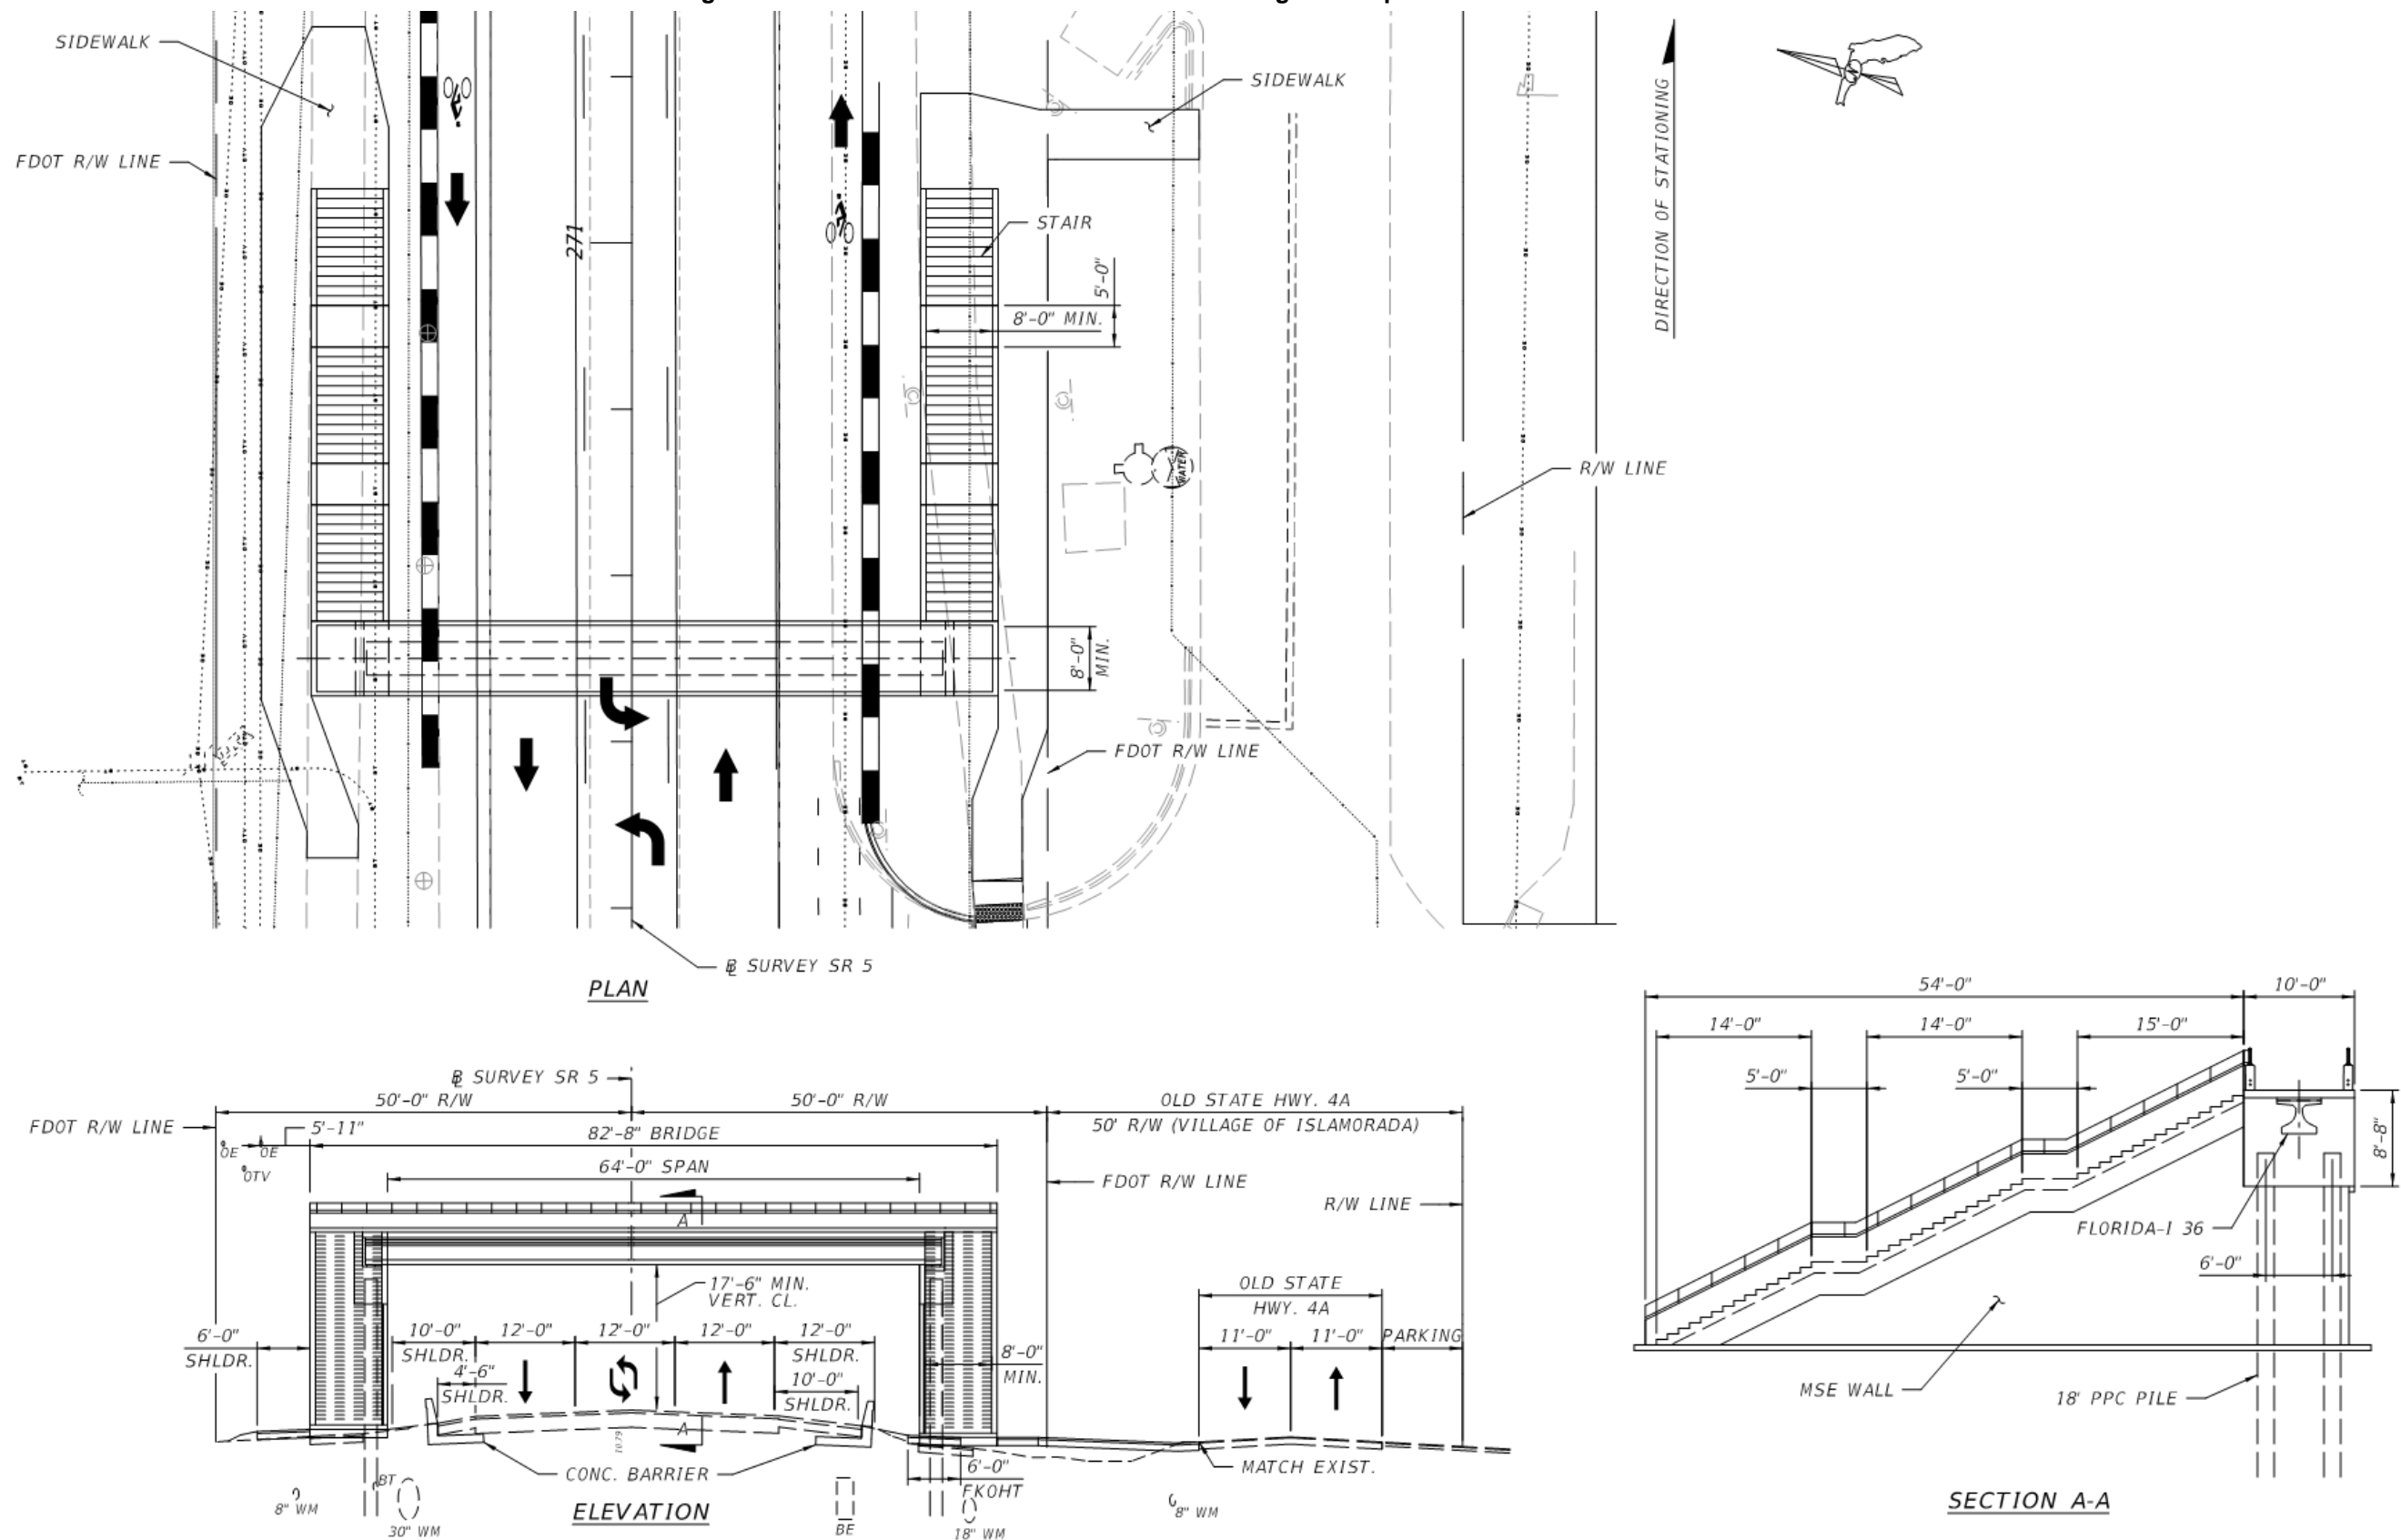 SIDEWALK
SIDEWALK
FDOT R/W LINE
DIRECTION OF STATIONING
STAIR
271
5'-0"
8'-0" MIN.
WATER
R/W LINE
8'-0"
MIN.
FDOT R/W LINE
℄ SURVEY SR 5
PLAN
54'-0"
10'-0"
14'-0"
14'-0"
15'-0"
5'-0"
5'-0"
8'-8"
FLORIDA-I 36
6'-0"
MSE WALL
18' PPC PILE
SECTION A-A
℄ SURVEY SR 5
50'-0" R/W
50'-0" R/W
OLD STATE HWY. 4A
50' R/W (VILLAGE OF ISLAMORADA)
FDOT R/W LINE
5'-11"
OE
OE
OTV
82'-8" BRIDGE
64'-0" SPAN
FDOT R/W LINE
R/W LINE
A
17'-6" MIN.
VERT. CL.
OLD STATE
HWY. 4A
6'-0"
SHLDR.
10'-0"
SHLDR.
12'-0"
12'-0"
12'-0"
12'-0"
SHLDR.
4'-6"
SHLDR.
10'-0"
SHLDR.
8'-0"
MIN.
11'-0"
11'-0"
PARKING
A
10.79
CONC. BARRIER
MATCH EXIST.
6'-0"
FKOHT
BT
8" WM
30" WM
ELEVATION
BE
18" WM
8" WM